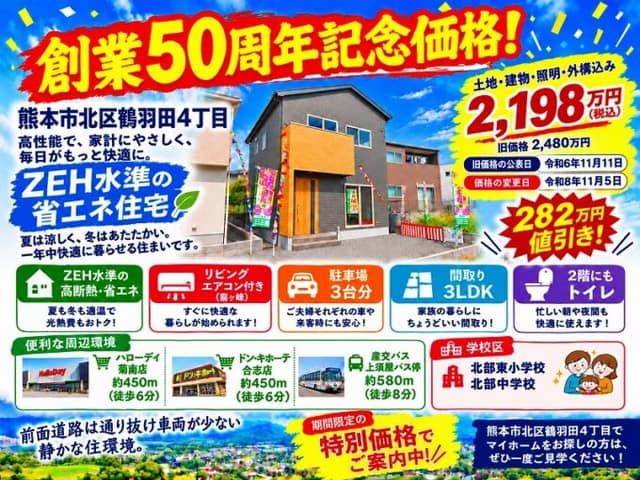 創業50周年記念価格!
熊本市北区鶴羽田4丁目
高性能で、家計にやさしく、
毎日がもっと快適に。
ZEH水準の
省エネ住宅
夏は涼しく、冬はあたたかい。
一年中快適に暮らせる住まいです。
土地・建物・照明・外構込み
2,198万円(税込)
旧価格 2,480万円
旧価格の公表日 令和6年11月11日
価格の変更日 令和8年11月5日
282万円
値引き!
ZEH水準の
高断熱・省エネ
夏も冬も適温で
光熱費もおトク!
リビング
エアコン付き
(霧ヶ峰)
すぐに快適な
暮らしが始められます!
駐車場
3台分
ご夫婦それぞれの車や
来客時にも安心!
間取り
3LDK
家族の暮らしに
ちょうどいい間取り!
2階にも
トイレ
忙しい朝や夜間も
快適に使えます!
便利な周辺環境
HalloDay
ハローデイ
菊南店
約450m
(徒歩6分)
ドン.キホーテ
ドン・キホーテ
合志店
約450m
(徒歩6分)
産交バス
上須屋バス停
約580m
(徒歩8分)
学校区
北部東小学校
北部中学校
前面道路は通り抜け車両が少ない
静かな住環境。
期間限定の
特別価格で
ご案内中!
熊本市北区鶴羽田4丁目で
マイホームをお探しの方は、
ぜひ一度ご見学ください!